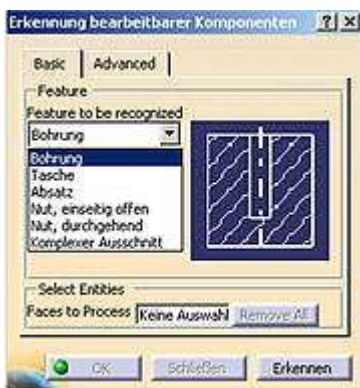 Erkennung bearbeitbarer Komponenten ? X
Basic Advanced
Feature
Feature to be recognized
Bohrung
Bohrung
Tasche
Absatz
Nut, einseitig offen
Nut, durchgehend
Komplexer Ausschnitt
Select Entities
Faces to Process Keine Auswahl Remove All
OK Schließen Erkennen